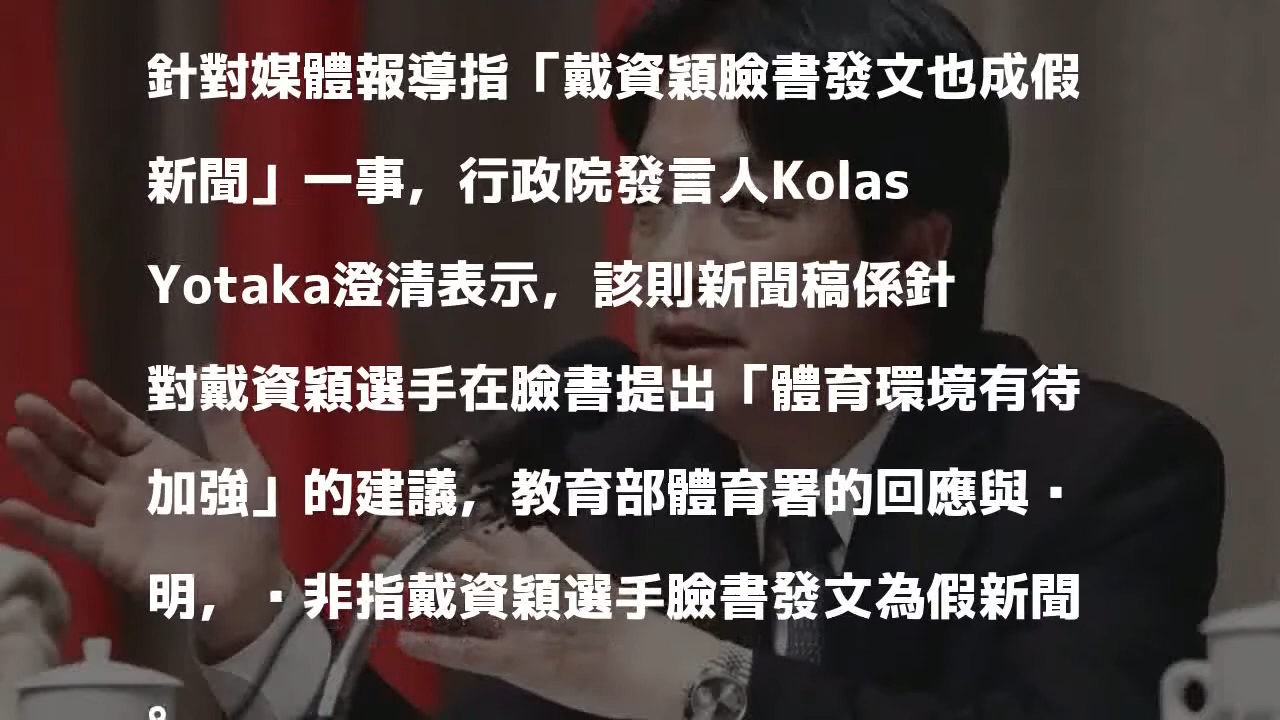 針對媒體報導指「戴資穎臉書發文也成假
新聞」一事，行政院發言人Kolas
Yotaka澄清表示，該則新聞稿係針
對戴資穎選手在臉書提出「體育環境有待
加強」的建議，教育部體育署的回應與·
明，·非指戴資穎選手臉書發文為假新聞
。